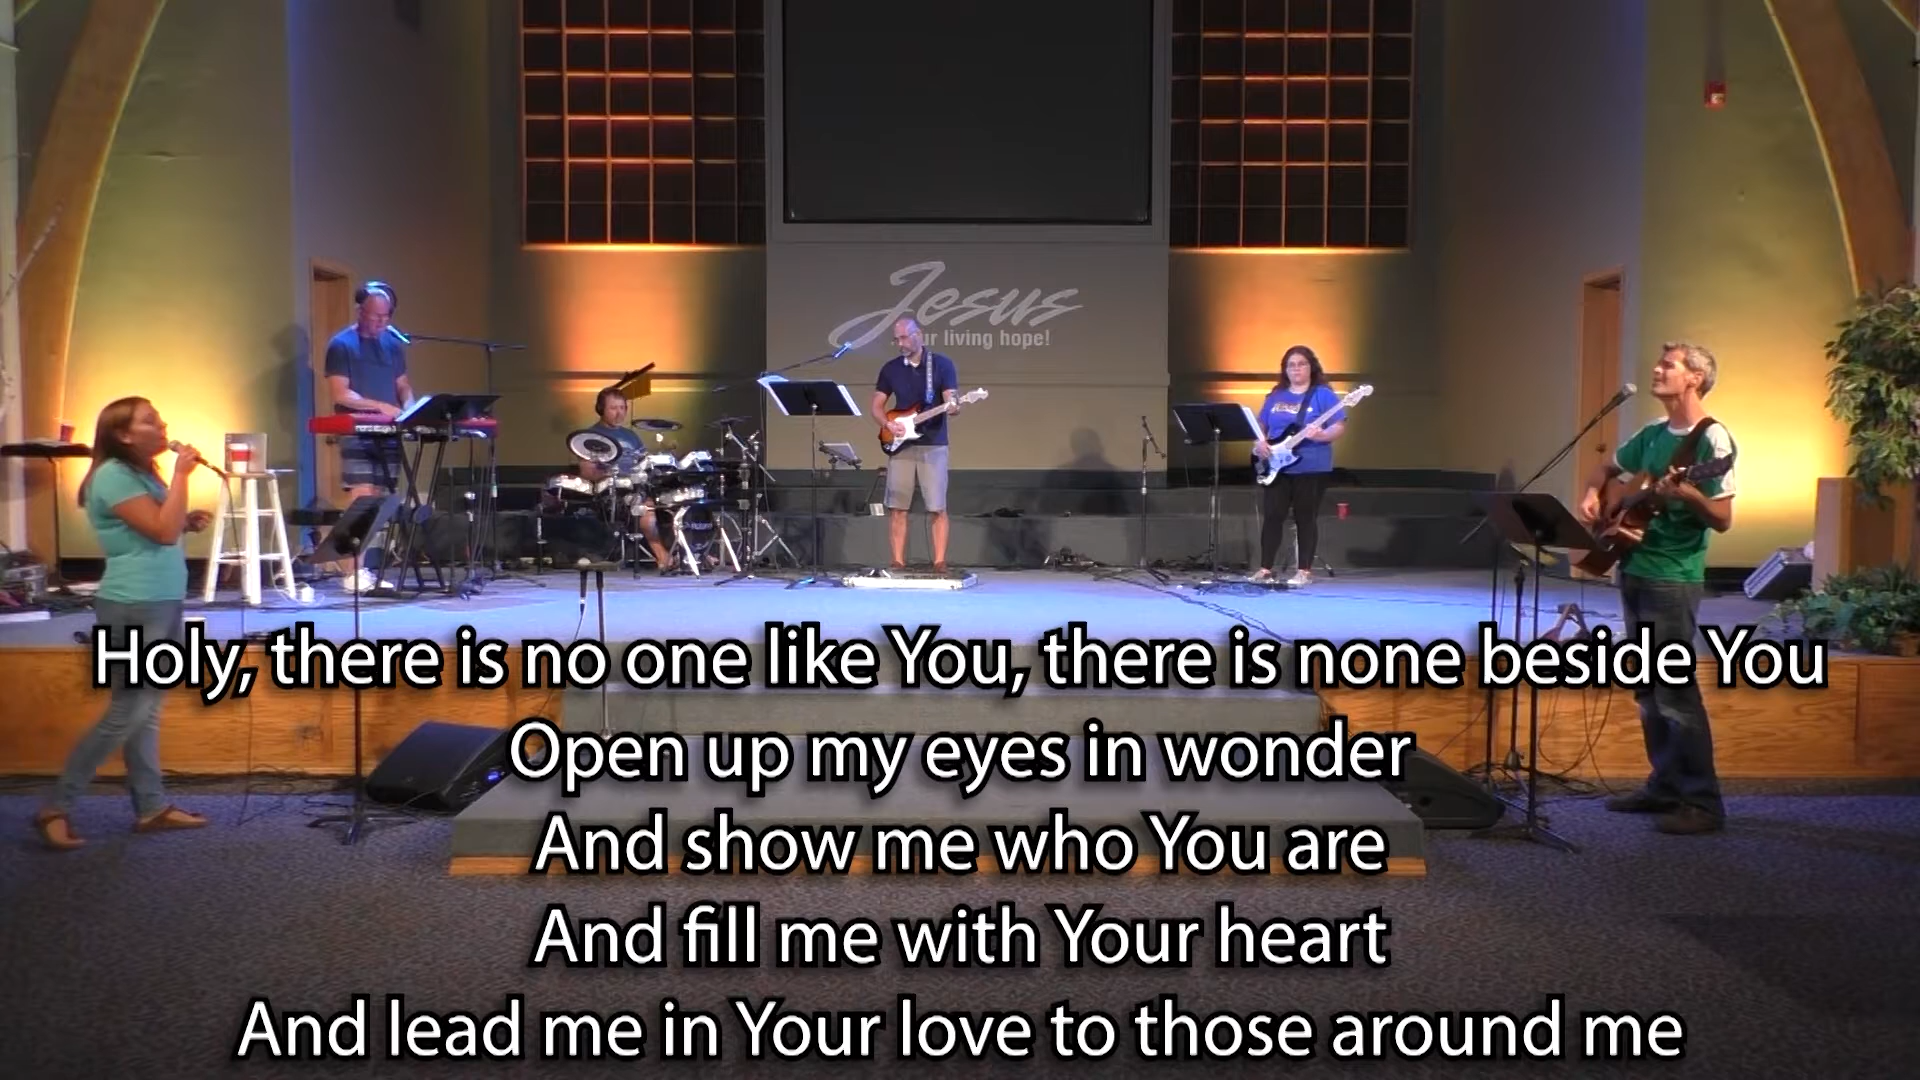 Jesus
our living hope!
Holy, there is no one like You, there is none beside You
Open up my eyes in wonder
And show me who You are
And fill me with Your heart
And lead me in Your love to those around me